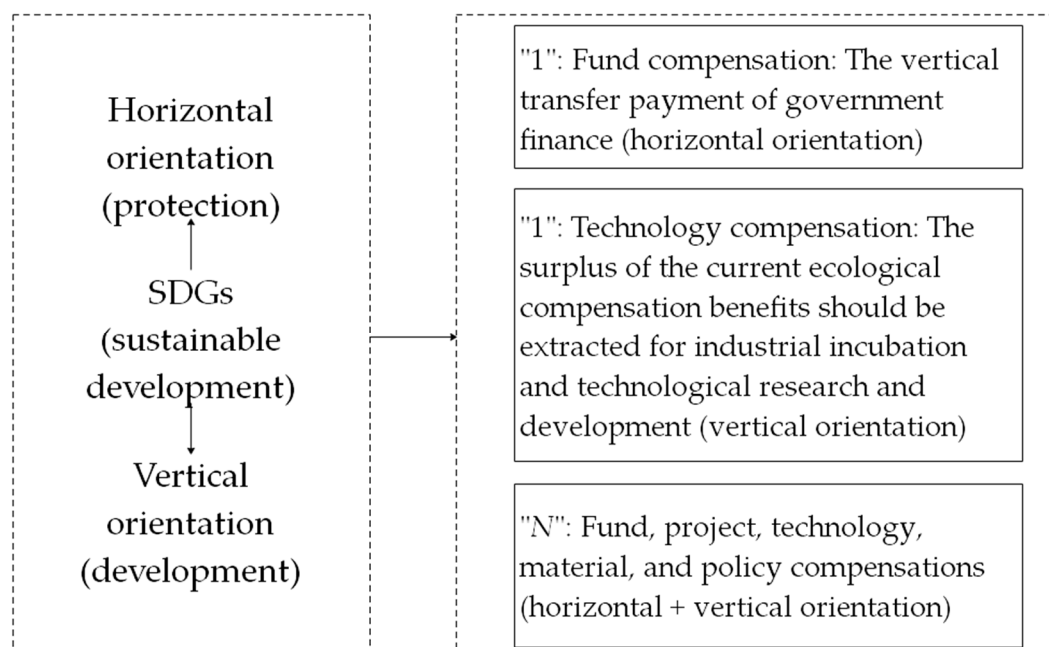 Horizontal
orientation
(protection)
SDGs
(sustainable
development)
Vertical
orientation
(development)
"1": Fund compensation: The vertical
transfer payment of government
finance (horizontal orientation)
"1": Technology compensation: The
surplus of the current ecological
compensation benefits should be
extracted for industrial incubation
and technological research and
development (vertical orientation)
"N": Fund, project, technology,
material, and policy compensations
(horizontal + vertical orientation)